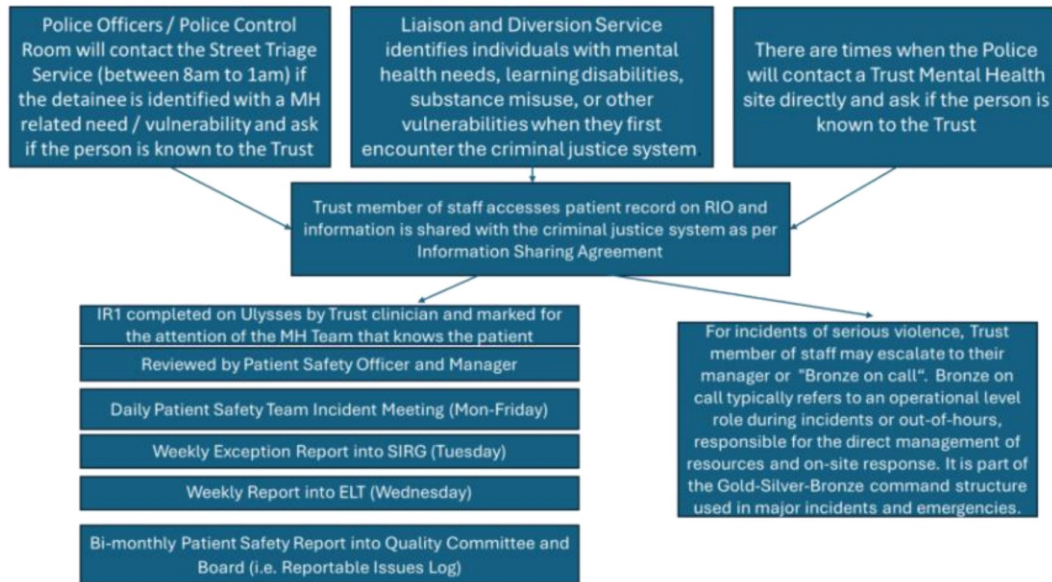 Police Officers / Police Control
Room will contact the Street Triage
Service (between 8am to 1am) if
the detainee is identified with a MH
related need / vulnerability and ask
if the person is known to the Trust
Liaison and Diversion Service
identifies individuals with mental
health needs, learning disabilities,
substance misuse, or other
vulnerabilities when they first
encounter the criminal justice system.
There are times when the Police
will contact a Trust Mental Health
site directly and ask if the person is
known to the Trust
Trust member of staff accesses patient record on RIO and
information is shared with the criminal justice system as per
Information Sharing Agreement
IR1 completed on Ulysses by Trust clinician and marked for
the attention of the MH Team that knows the patient
Reviewed by Patient Safety Officer and Manager
Daily Patient Safety Team Incident Meeting (Mon-Friday)
Weekly Exception Report into SIRG (Tuesday)
Weekly Report into ELT (Wednesday)
Bi-monthly Patient Safety Report into Quality Committee and
Board (i.e. Reportable Issues Log)
For incidents of serious violence, Trust
member of staff may escalate to their
manager or "Bronze on call“. Bronze on
call typically refers to an operational level
role during incidents or out-of-hours,
responsible for the direct management of
resources and on-site response. It is part of
the Gold-Silver-Bronze command structure
used in major incidents and emergencies.